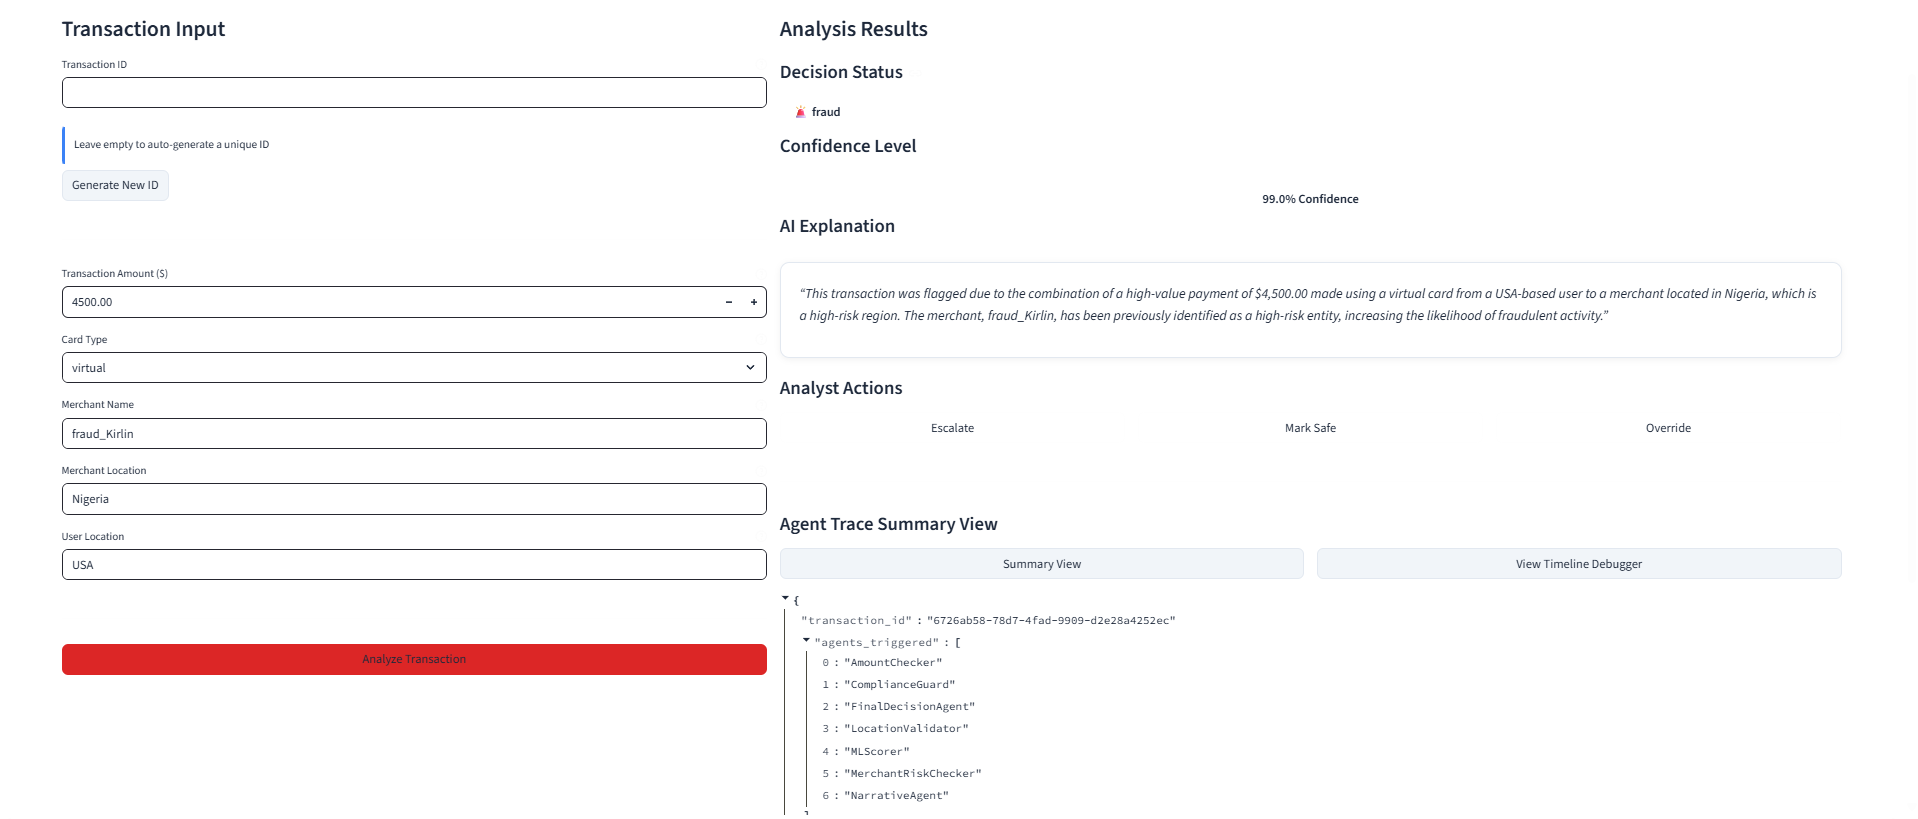 Transaction Input
Transaction ID
Leave empty to auto-generate a unique ID
Generate New ID
Transaction Amount ($)
4500.00
Card Type
virtual
Merchant Name
fraud_Kirlin
Merchant Location
Nigeria
User Location
USA
Analyze Transaction
Analysis Results
Decision Status
fraud
Confidence Level
99.0% Confidence
AI Explanation
“This transaction was flagged due to the combination of a high-value payment of $4,500.00 made using a virtual card from a USA-based user to a merchant located in Nigeria, which is
a high-risk region. The merchant, fraud_Kirlin, has been previously identified as a high-risk entity, increasing the likelihood of fraudulent activity.”
Analyst Actions
Escalate Mark Safe Override
Agent Trace Summary View
Summary View View Timeline Debugger
{
"transaction_id" : "6726ab58-78d7-4fad-9909-d2e28a4252ec"
"agents_triggered" : [
0 : "AmountChecker"
1 : "ComplianceGuard"
2 : "FinalDecisionAgent"
3 : "LocationValidator"
4 : "MLScorer"
5 : "MerchantRiskChecker"
6 : "NarrativeAgent"
]